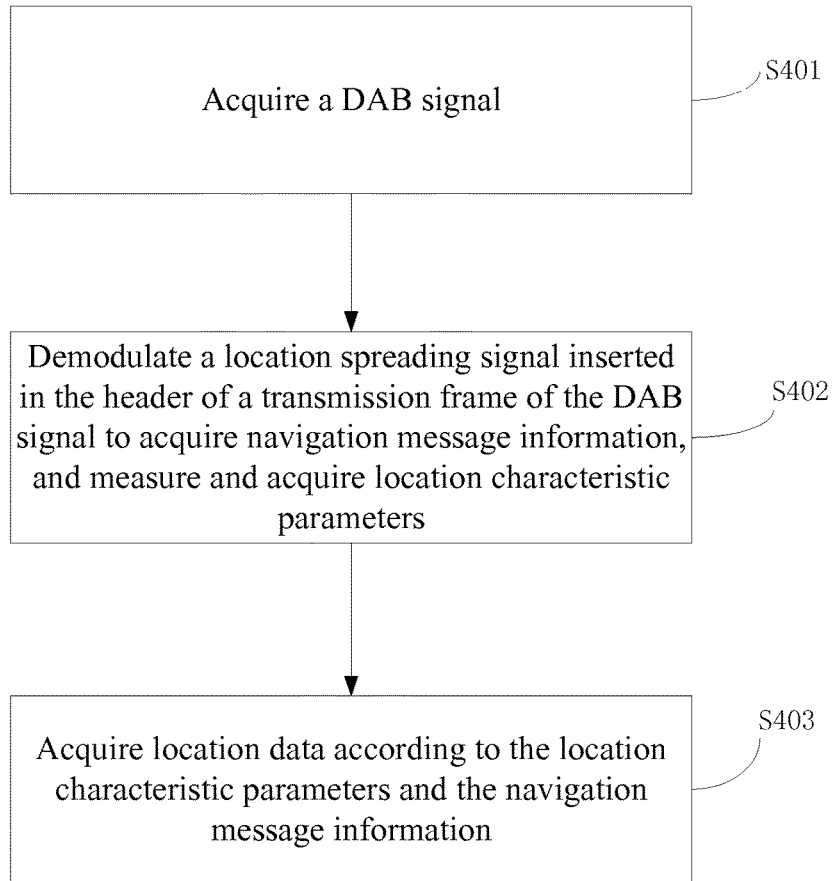 Acquire a DAB signal
S401
Demodulate a location spreading signal inserted
in the header of a transmission frame of the DAB
signal to acquire navigation message information,
and measure and acquire location characteristic
parameters
S402
Acquire location data according to the location
characteristic parameters and the navigation
message information
S403